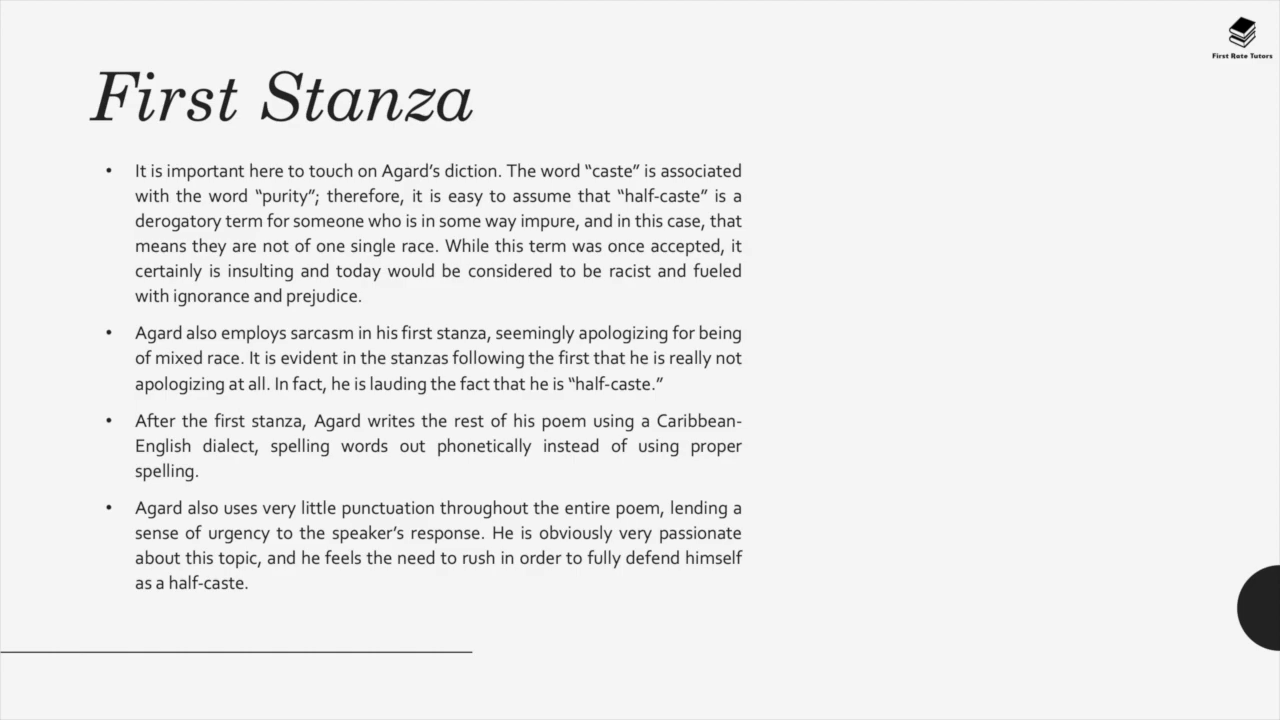 First Rate Tutors
First Stanza
• It is important here to touch on Agard’s diction. The word “caste” is associated
with the word “purity”; therefore, it is easy to assume that “half-caste” is a
derogatory term for someone who is in some way impure, and in this case, that
means they are not of one single race. While this term was once accepted, it
certainly is insulting and today would be considered to be racist and fueled
with ignorance and prejudice.
• Agard also employs sarcasm in his first stanza, seemingly apologizing for being
of mixed race. It is evident in the stanzas following the first that he is really not
apologizing at all. In fact, he is lauding the fact that he is “half-caste.”
• After the first stanza, Agard writes the rest of his poem using a Caribbean-
English dialect, spelling words out phonetically instead of using proper
spelling.
• Agard also uses very little punctuation throughout the entire poem, lending a
sense of urgency to the speaker’s response. He is obviously very passionate
about this topic, and he feels the need to rush in order to fully defend himself
as a half-caste.